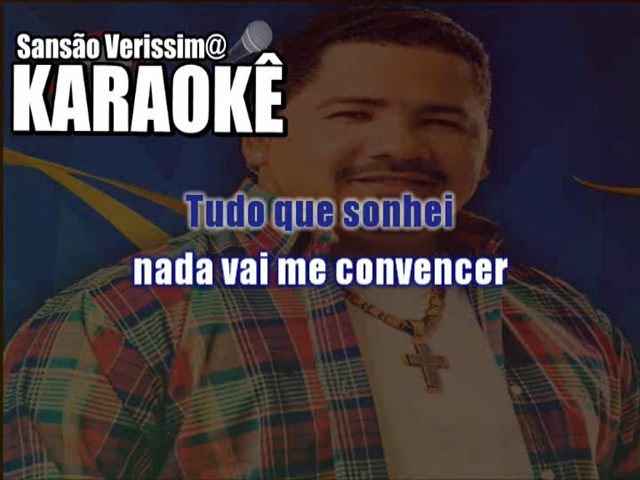 Sansão Verissim@
KARAOKÊ
Tudo que sonhei
nada vai me convencer